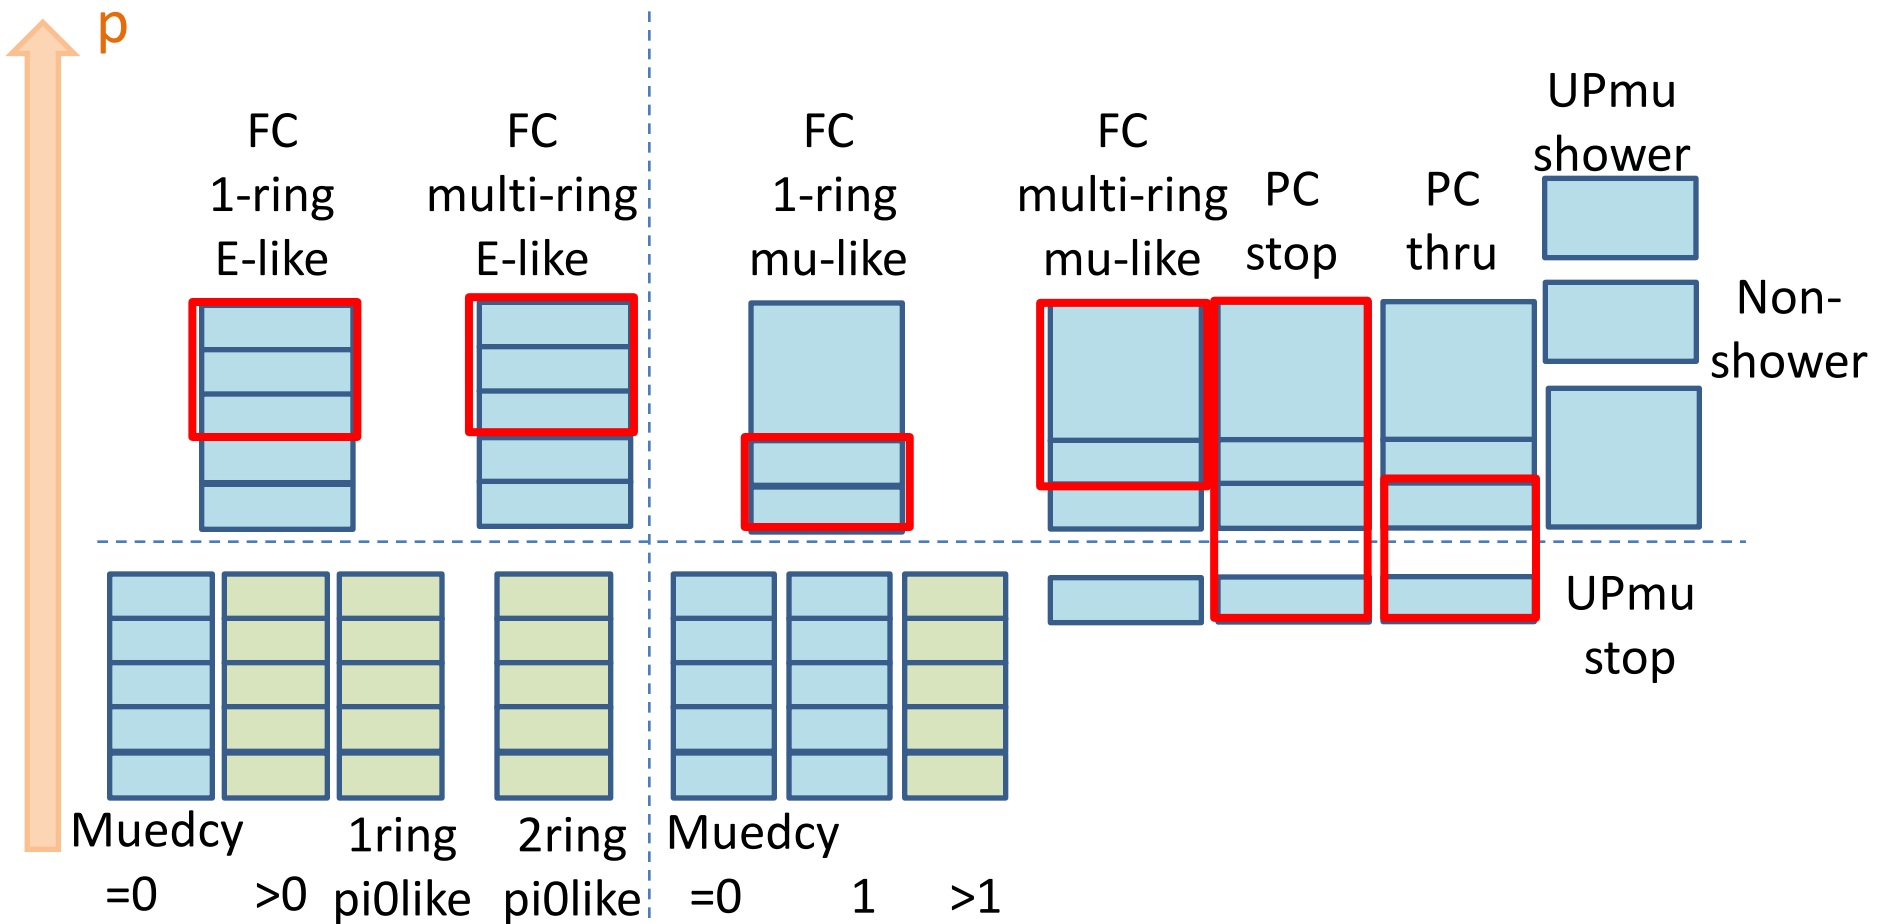 p
FC
1-ring
E-like
FC
multi-ring
E-like
FC
1-ring
mu-like
FC
multi-ring
mu-like
PC
stop
PC
thru
UPmu
shower
Non-
shower
UPmu
stop
Muedcy
=0
>0
1ring
pi0like
2ring
pi0like
Muedcy
=0
1
>1